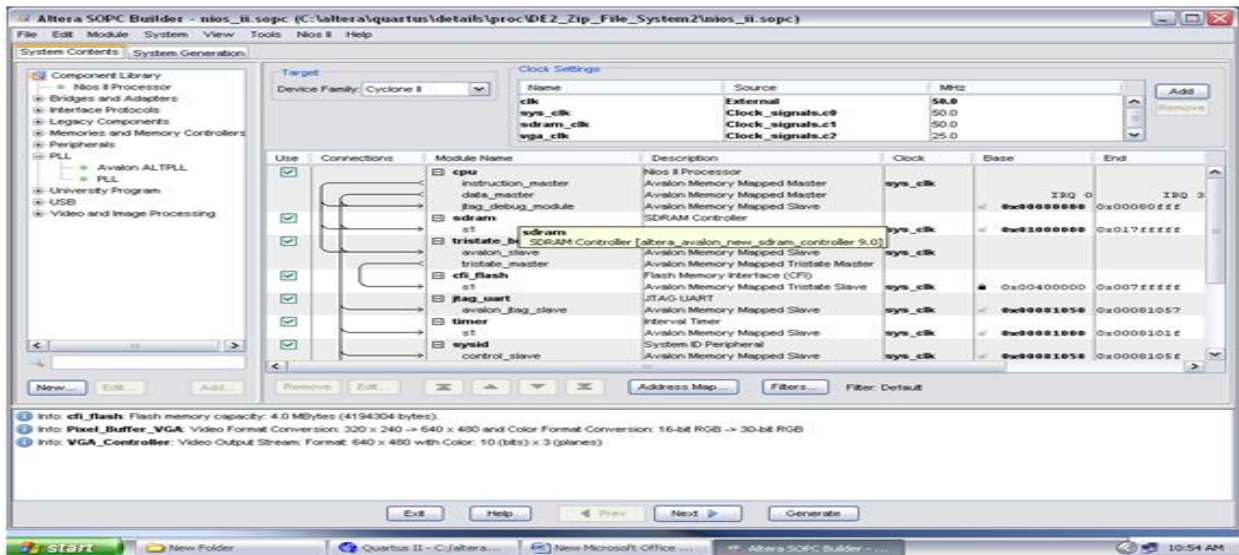 Altera SOPC Builder - nios_ii.sopc (C:\altera\quartus\details\proc\DE2_Zip_File_System2\nios_ii.sopc)
File Edit Module System View Tools Nios II Help
System Contents System Generation
Component Library
Nios II Processor
Bridges and Adapters
Interface Protocols
Legacy Components
Memories and Memory Controllers
Peripherals
PLL
Avalon ALTPLL
PLL
University Program
USB
Video and Image Processing
New... Edit... Add...
Target
Device Family: Cyclone II
Clock Settings
Name Source MHz
clk External 50.0
sys_clk Clock_signals.c0 50.0
sdram_clk Clock_signals.c1 50.0
vga_clk Clock_signals.c2 25.0
Add
Remove
Use Connections Module Name Description Clock Base End
cpu Nios II Processor
instruction_master Avalon Memory Mapped Master sys_clk
data_master Avalon Memory Mapped Master IRQ 0 IRQ 3
jtag_debug_module Avalon Memory Mapped Slave 0x00080800 0x00080fff
sdram SDRAM Controller
s1 sys_clk 0x01000000 0x017fffff
sdram
SDRAM Controller [altera_avalon_new_sdram_controller 9.0]
tristate_b
avalon_slave Avalon Memory Mapped Slave sys_clk
tristate_master Avalon Memory Mapped Tristate Master
cfi_flash Flash Memory Interface (CFI)
s1 Avalon Memory Mapped Tristate Slave sys_clk 0x00400000 0x007fffff
jtag_uart JTAG UART
avalon_jtag_slave Avalon Memory Mapped Slave sys_clk 0x00081050 0x00081057
timer Interval Timer
s1 Avalon Memory Mapped Slave sys_clk 0x00081000 0x0008101f
sysid System ID Peripheral
control_slave Avalon Memory Mapped Slave sys_clk 0x00081058 0x0008105f
Remove Edit... Address Map... Filters... Filter: Default
Info: cfi_flash: Flash memory capacity: 4.0 MBytes (4194304 bytes).
Info: Pixel_Buffer_VGA: Video Format Conversion: 320 x 240 -> 640 x 480 and Color Format Conversion: 16-bit RGB -> 30-bit RGB
Info: VGA_Controller: Video Output Stream: Format: 640 x 480 with Color: 10 (bits) x 3 (planes)
Exit Help Prev Next Generate
start New Folder Quartus II - C:/altera... New Microsoft Office ... Altera SOPC Builder - ... 10:54 AM